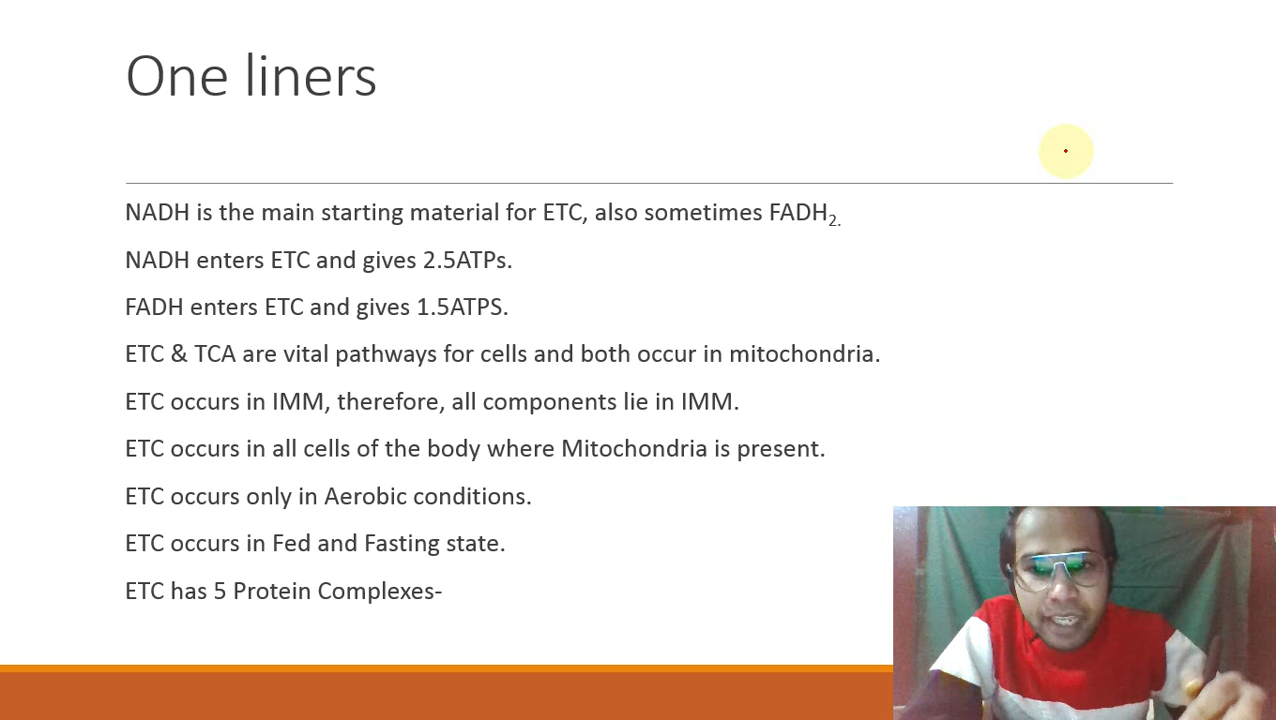 One liners
NADH is the main starting material for ETC, also sometimes FADH₂.
NADH enters ETC and gives 2.5ATPs.
FADH enters ETC and gives 1.5ATPS.
ETC & TCA are vital pathways for cells and both occur in mitochondria.
ETC occurs in IMM, therefore, all components lie in IMM.
ETC occurs in all cells of the body where Mitochondria is present.
ETC occurs only in Aerobic conditions.
ETC occurs in Fed and Fasting state.
ETC has 5 Protein Complexes-